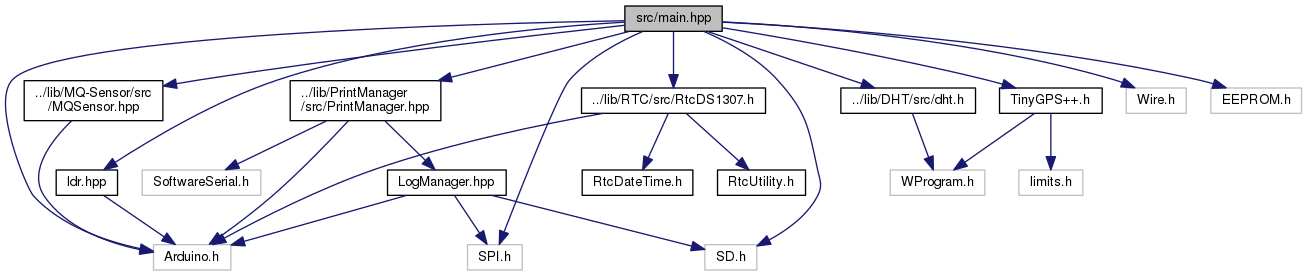 src/main.hpp
../lib/MQ-Sensor/src
/MQSensor.hpp
../lib/PrintManager
/src/PrintManager.hpp
../lib/RTC/src/RtcDS1307.h
../lib/DHT/src/dht.h
TinyGPS++.h
Wire.h
EEPROM.h
ldr.hpp
SoftwareSerial.h
LogManager.hpp
RtcDateTime.h
RtcUtility.h
WProgram.h
limits.h
Arduino.h
SPI.h
SD.h